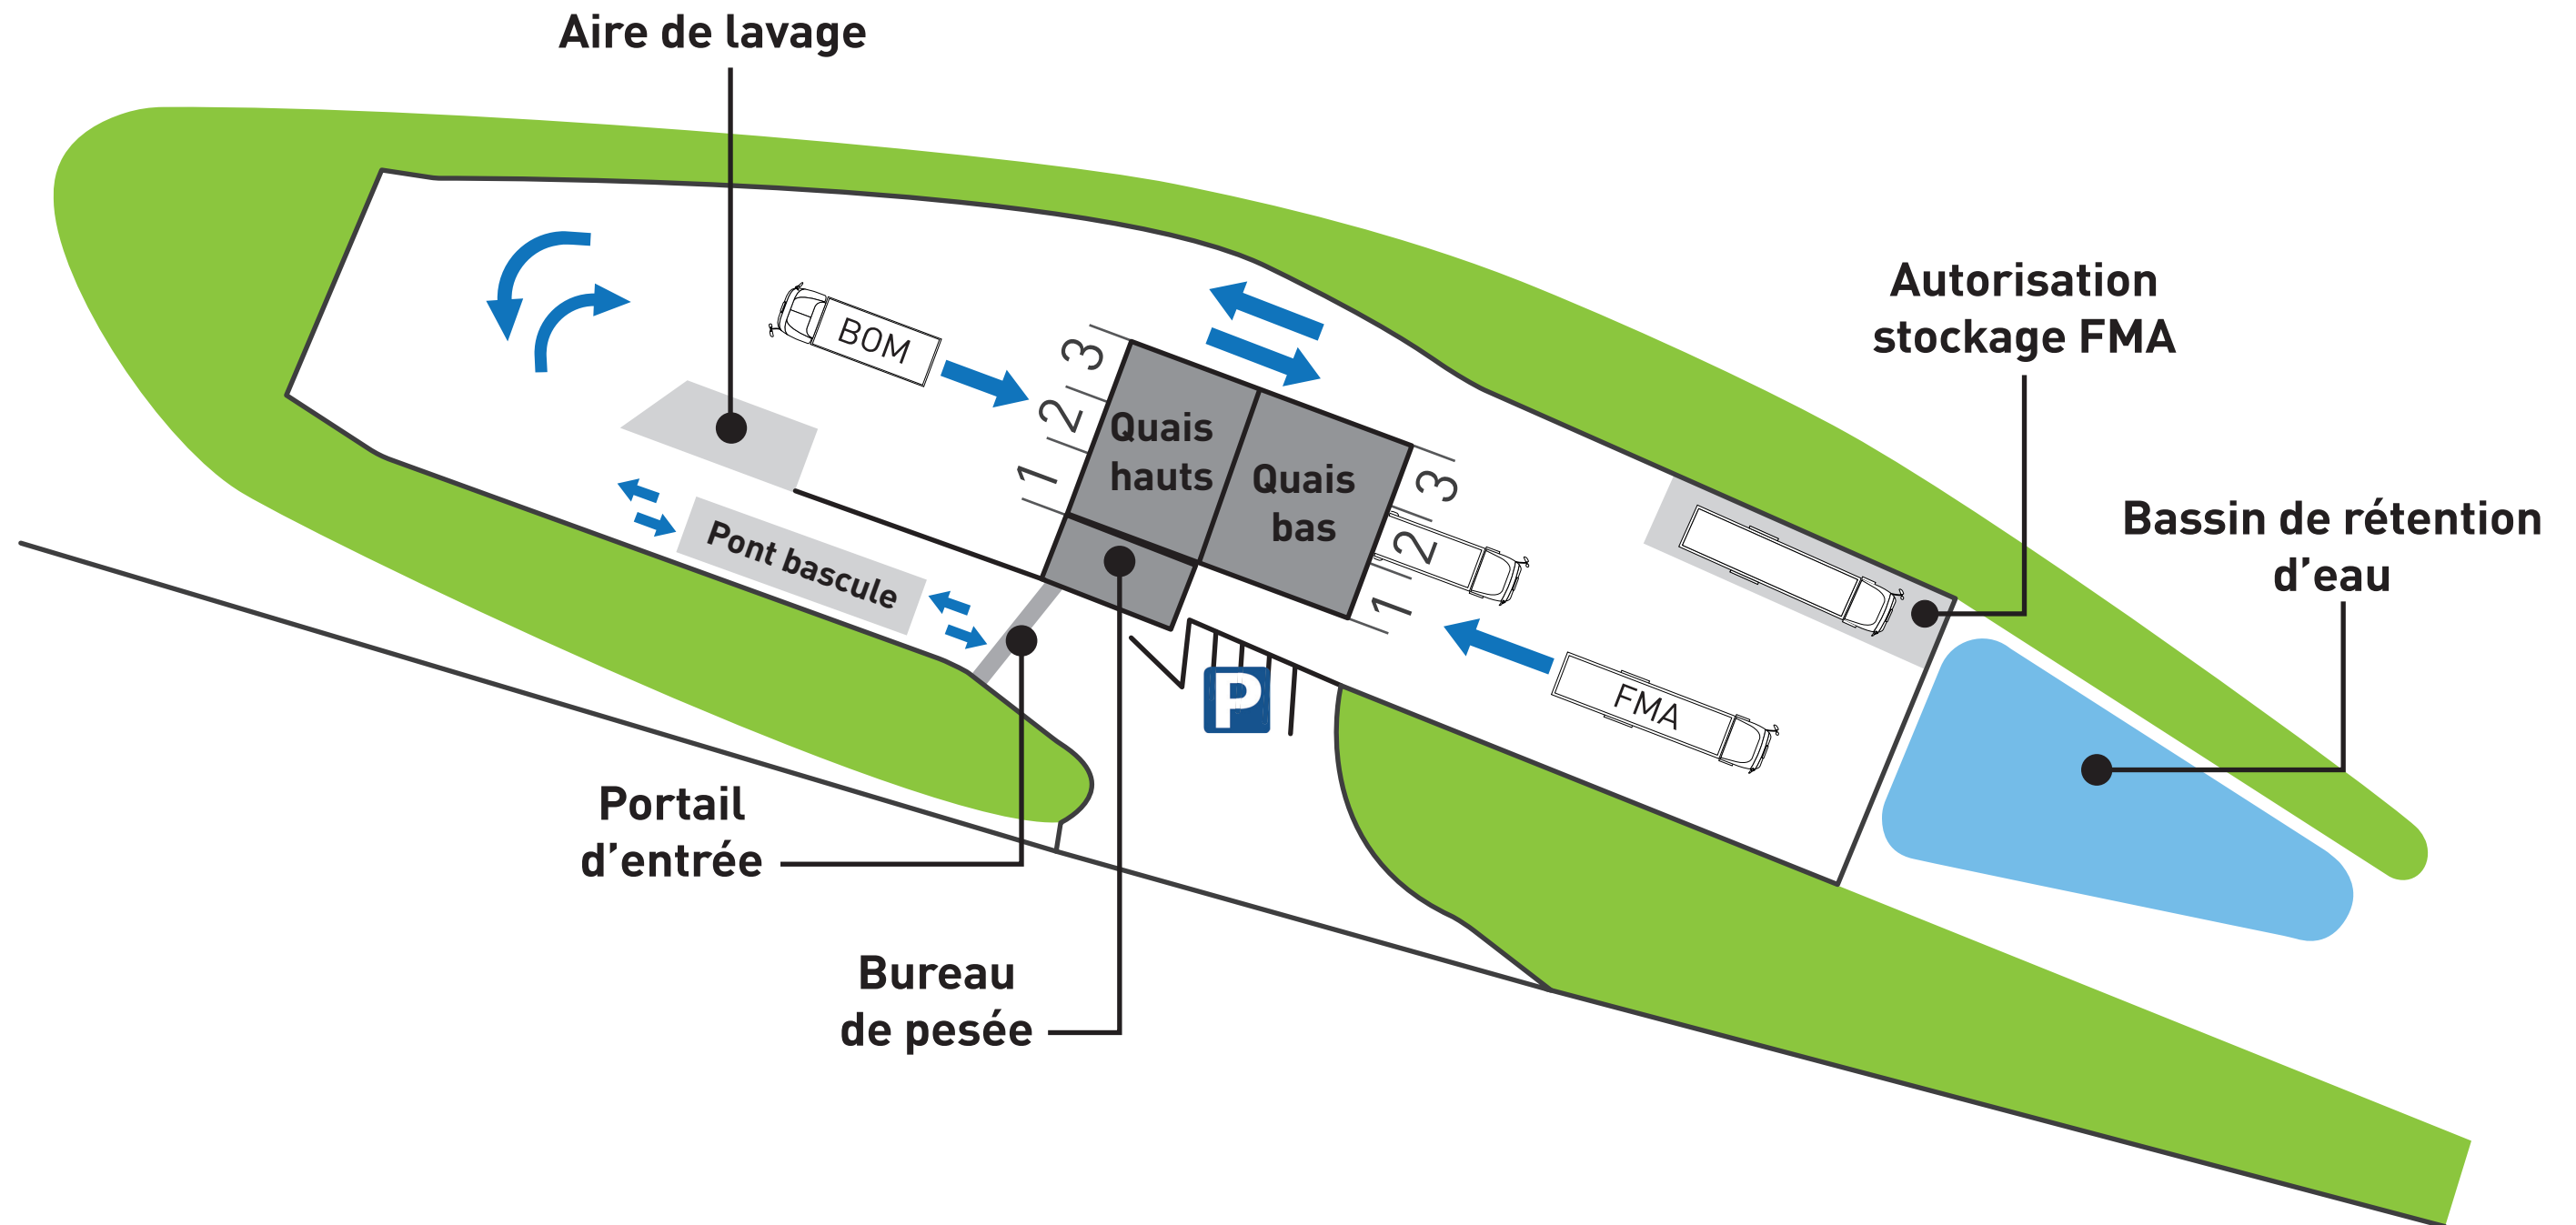 Aire de lavage
Autorisation
stockage FMA
Bassin de rétention
d’eau
BOM
3
2
1
Quais
hauts
Quais
bas
3
2
1
Pont bascule
FMA
P
Portail
d’entrée
Bureau
de pesée